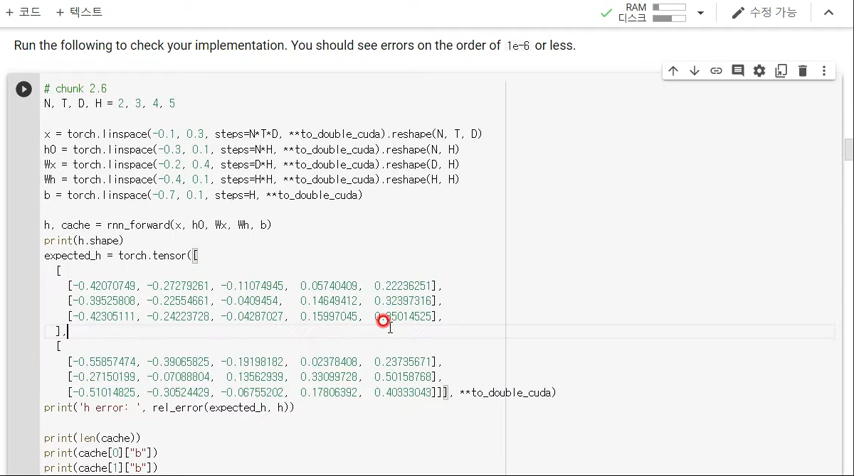 + 코드 + 텍스트 RAM 디스크 수정 가능
Run the following to check your implementation. You should see errors on the order of 1e-6 or less.
# chunk 2.6
N, T, D, H = 2, 3, 4, 5
x = torch.linspace(-0.1, 0.3, steps=N*T*D, **to_double_cuda).reshape(N, T, D)
h0 = torch.linspace(-0.3, 0.1, steps=N*H, **to_double_cuda).reshape(N, H)
Wx = torch.linspace(-0.2, 0.4, steps=D*H, **to_double_cuda).reshape(D, H)
Wh = torch.linspace(-0.4, 0.1, steps=H*H, **to_double_cuda).reshape(H, H)
b = torch.linspace(-0.7, 0.1, steps=H, **to_double_cuda)
h, cache = rnn_forward(x, h0, Wx, Wh, b)
print(h.shape)
expected_h = torch.tensor([
[
[-0.42070749, -0.27279261, -0.11074945, 0.05740409, 0.22236251],
[-0.39525808, -0.22554661, -0.0409454, 0.14649412, 0.32397316],
[-0.42305111, -0.24223728, -0.04287027, 0.15997045, 0.35014525],
],
[
[-0.55857474, -0.39065825, -0.19198182, 0.02378408, 0.23735671],
[-0.27150199, -0.07088804, 0.13562939, 0.33099728, 0.50158768],
[-0.51014825, -0.30524429, -0.06755202, 0.17806392, 0.40333043]]], **to_double_cuda)
print('h error: ', rel_error(expected_h, h))
print(len(cache))
print(cache[0]["b"])
print(cache[1]["b"])